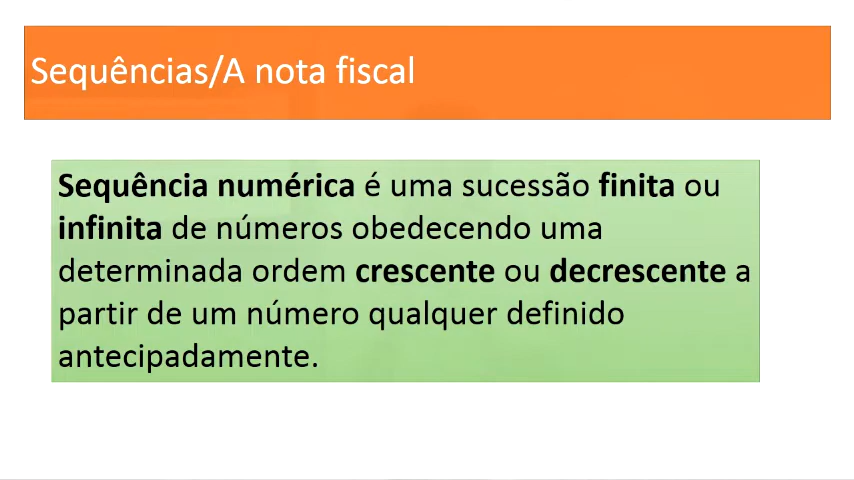 Sequências/A nota fiscal
Sequência numérica é uma sucessão finita ou
infinita de números obedecendo uma
determinada ordem crescente ou decrescente a
partir de um número qualquer definido
antecipadamente.